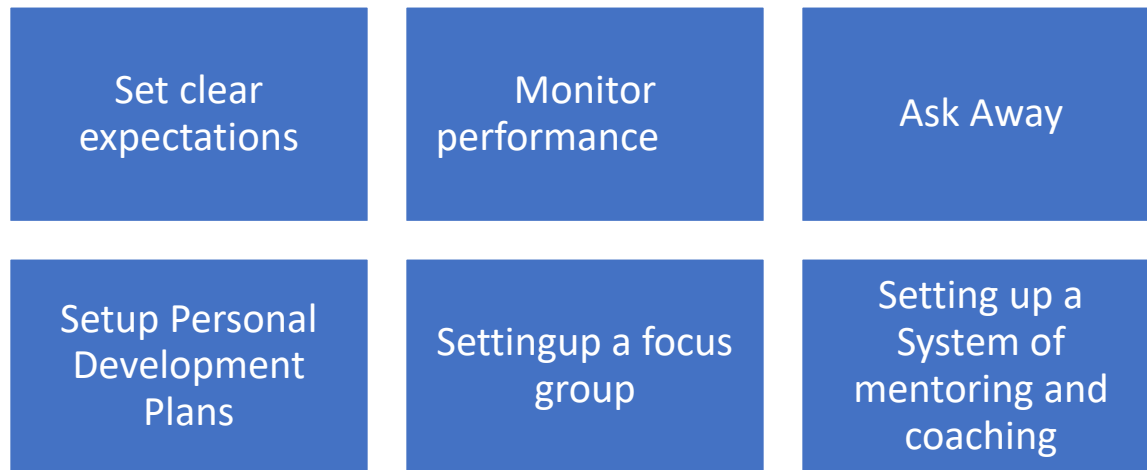 Set clear
expectations
Monitor
performance
Ask Away
Setup Personal
Development
Plans
Settingup a focus
group
Setting up a
System of
mentoring and
coaching